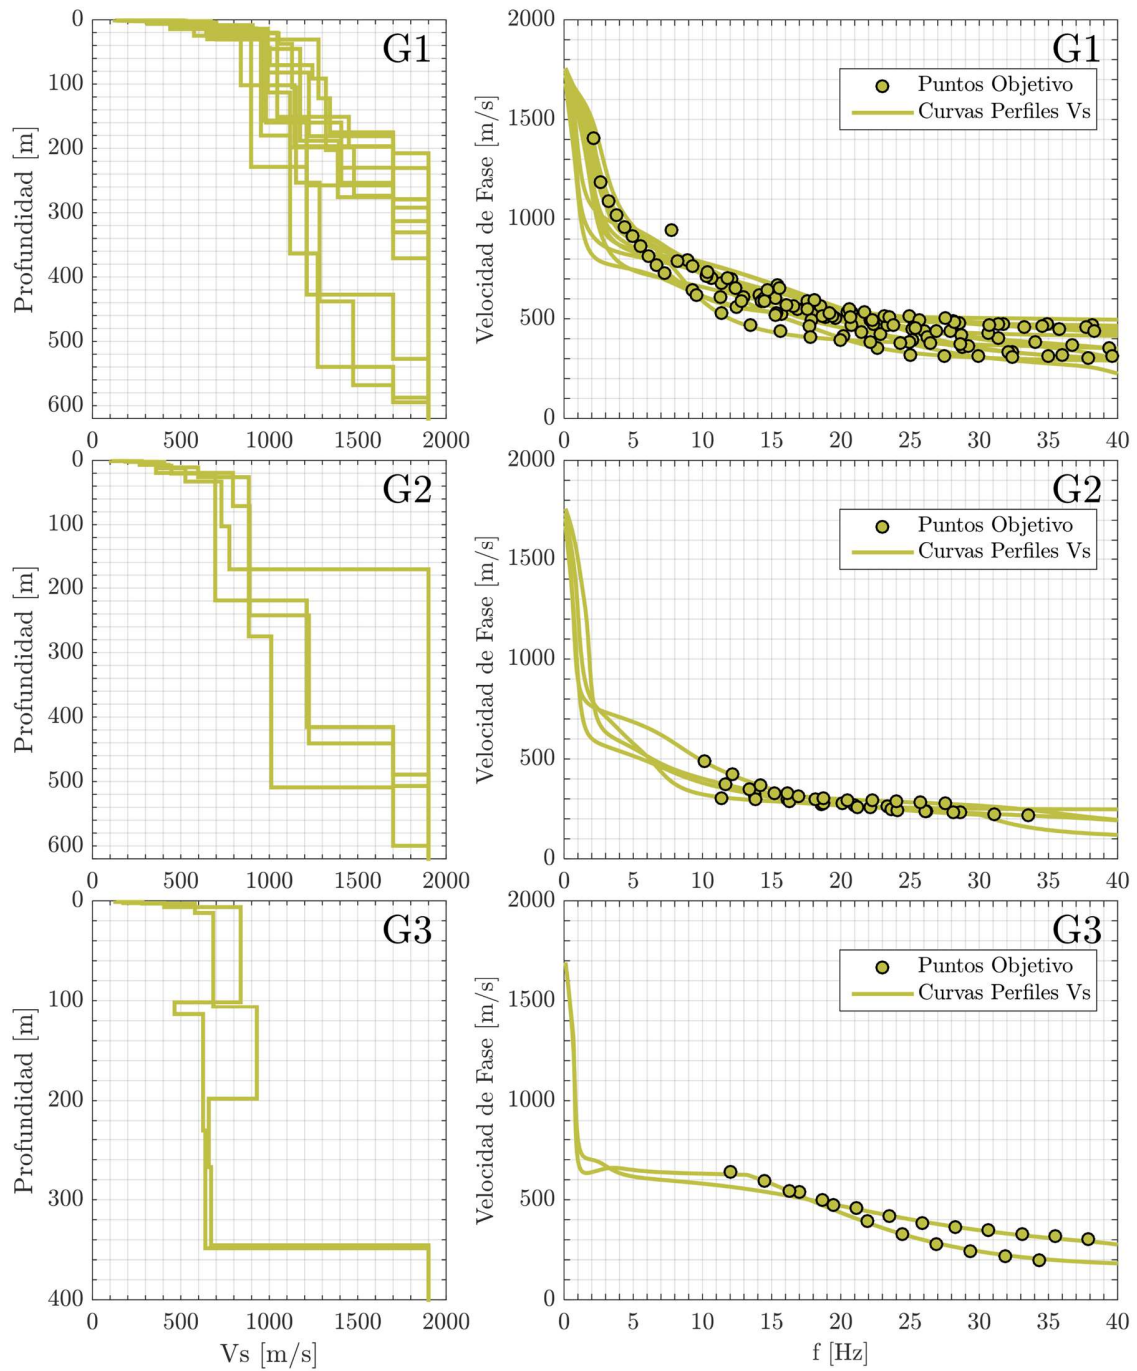 G1
0
100
200
300
400
500
600
Profundidad [m]
0 500 1000 1500 2000
G1
Puntos Objetivo
Curvas Perfiles Vs
2000
1500
1000
500
0
Velocidad de Fase [m/s]
0 5 10 15 20 25 30 35 40
G2
0
100
200
300
400
500
600
Profundidad [m]
0 500 1000 1500 2000
G2
Puntos Objetivo
Curvas Perfiles Vs
2000
1500
1000
500
0
Velocidad de Fase [m/s]
0 5 10 15 20 25 30 35 40
G3
0
100
200
300
400
Profundidad [m]
0 500 1000 1500 2000
Vs [m/s]
G3
Puntos Objetivo
Curvas Perfiles Vs
2000
1500
1000
500
0
Velocidad de Fase [m/s]
0 5 10 15 20 25 30 35 40
f [Hz]